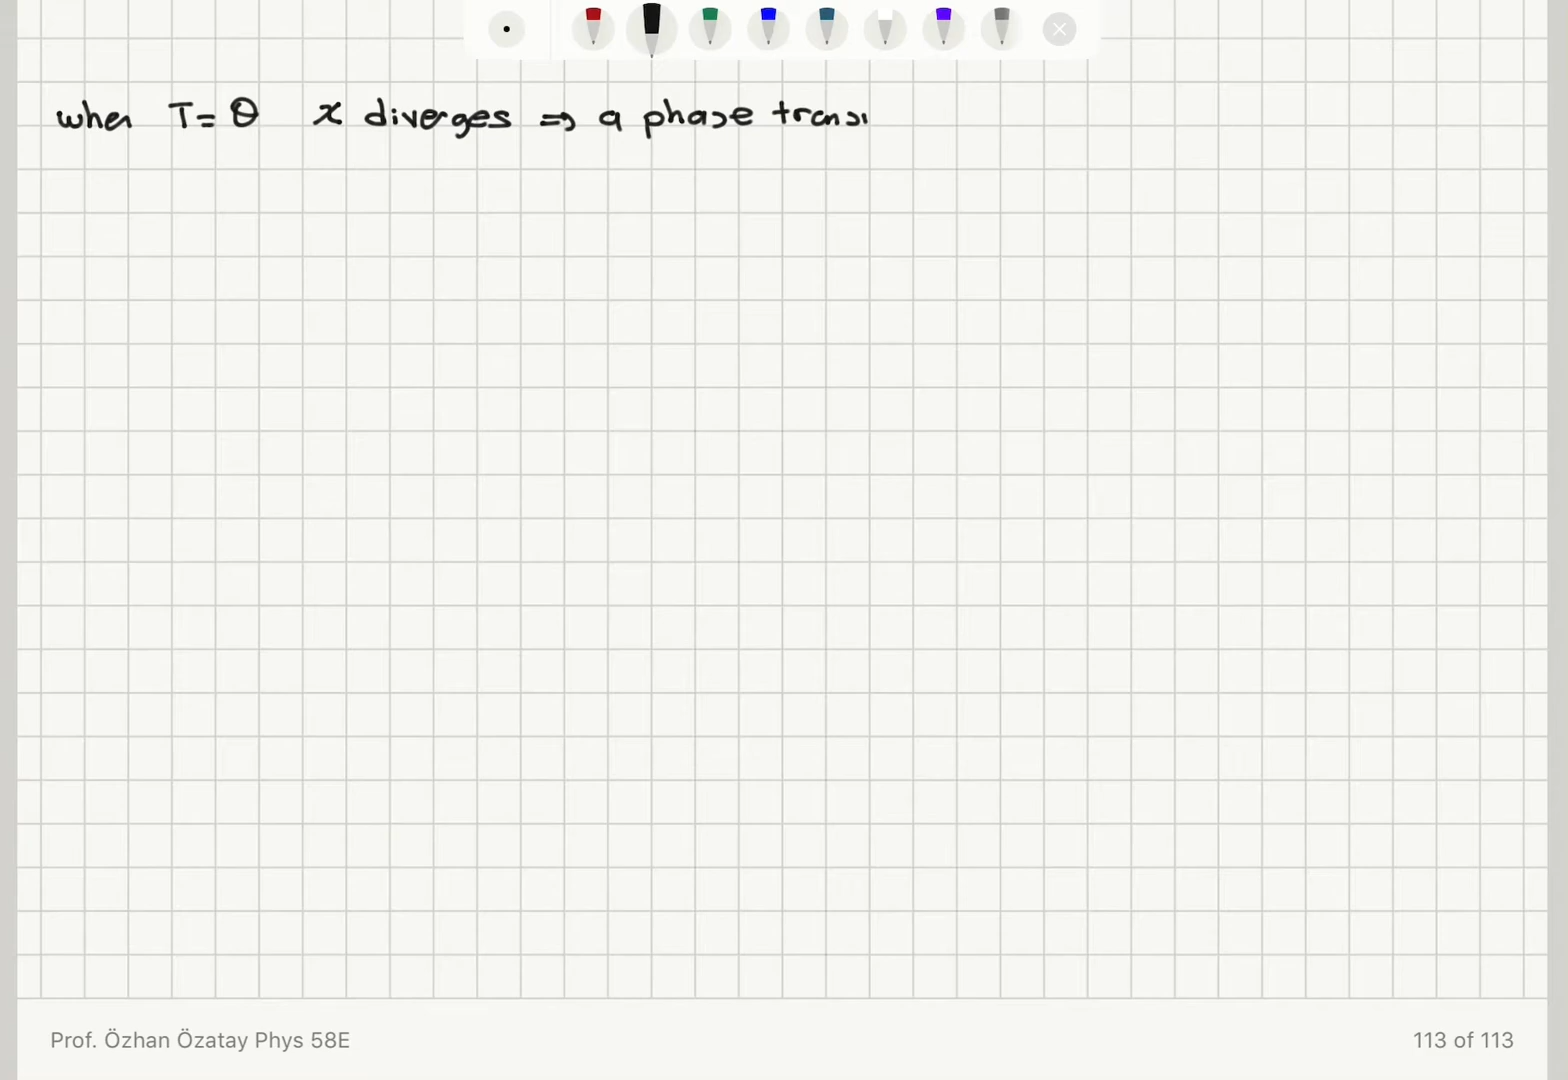 when T= θ x diverges ⇒ a phase transi
Prof. Özhan Özatay Phys 58E
113 of 113